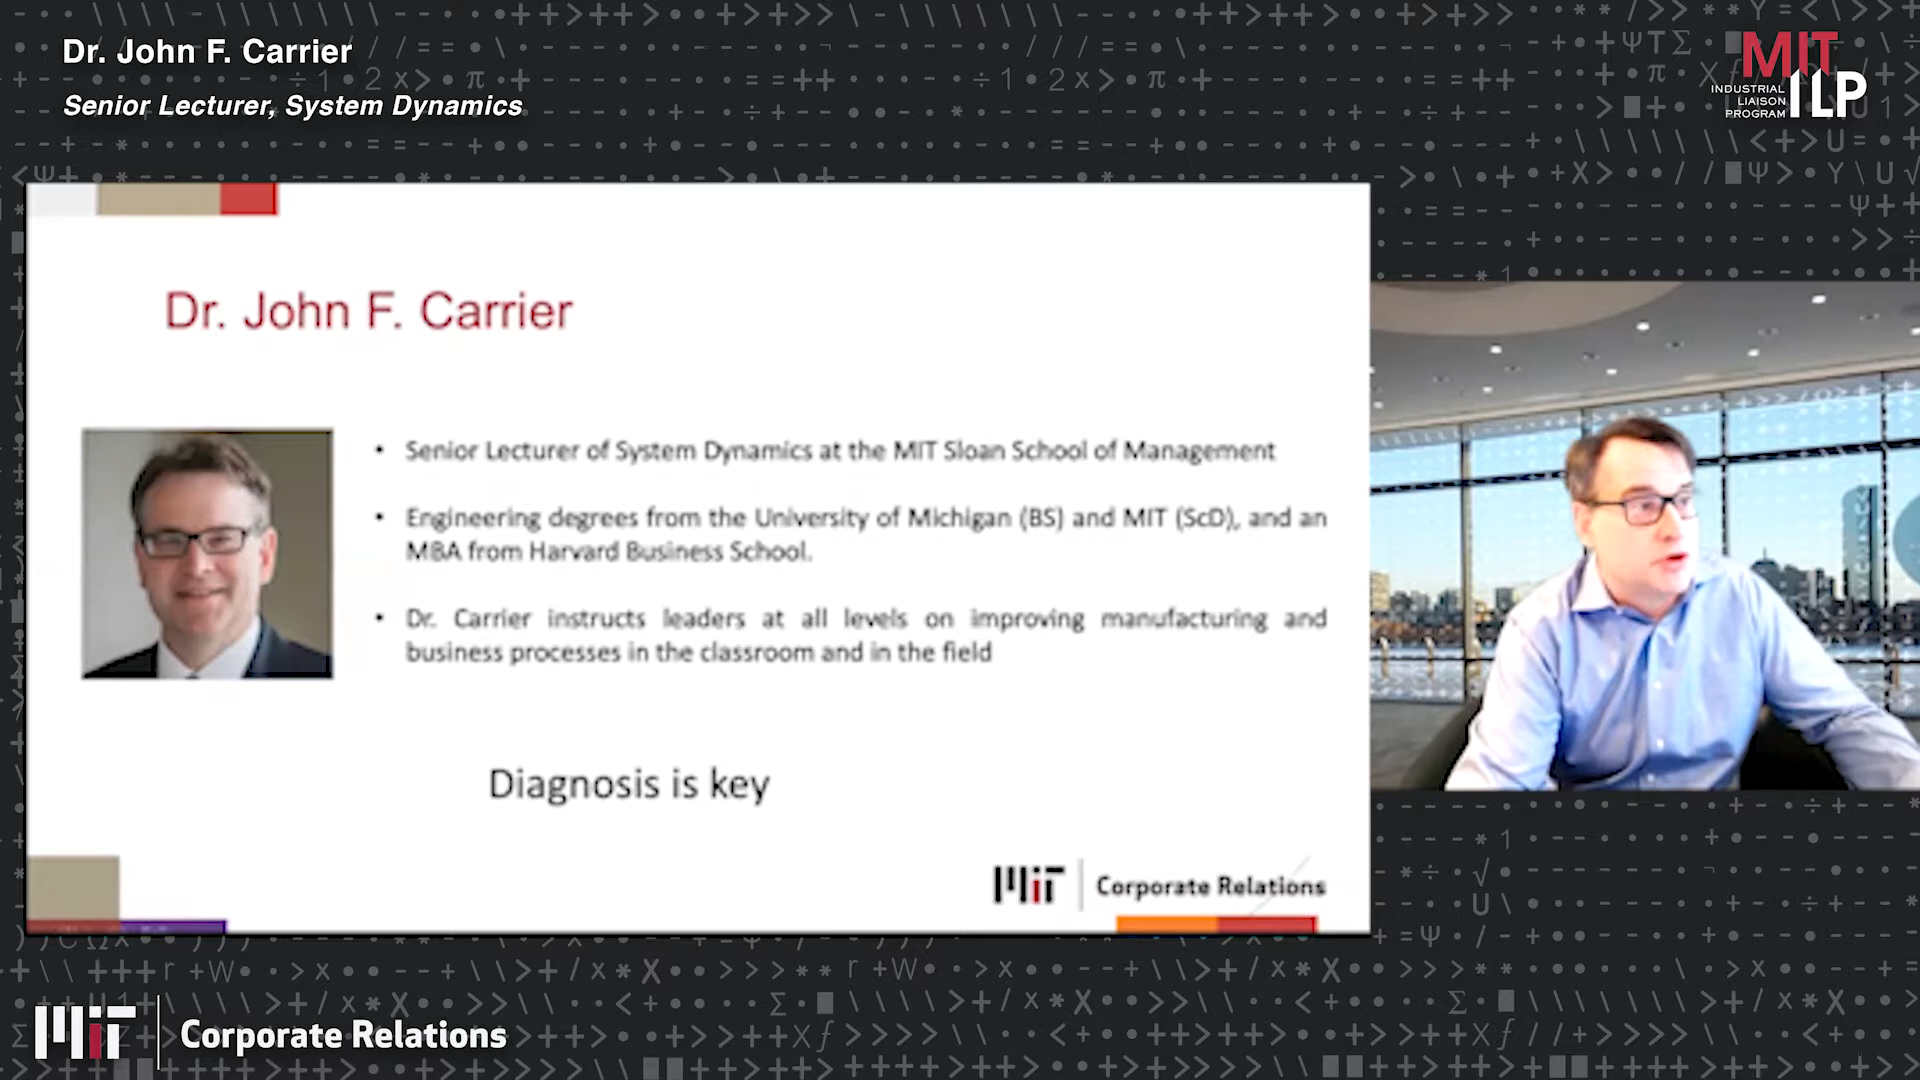 Dr. John F. Carrier
Senior Lecturer, System Dynamics
MIT
INDUSTRIAL
LIAISON
PROGRAM
ILP
Dr. John F. Carrier
• Senior Lecturer of System Dynamics at the MIT Sloan School of Management
• Engineering degrees from the University of Michigan (BS) and MIT (ScD), and an
MBA from Harvard Business School.
• Dr. Carrier instructs leaders at all levels on improving manufacturing and
business processes in the classroom and in the field
Diagnosis is key
MIT Corporate Relations
MIT Corporate Relations